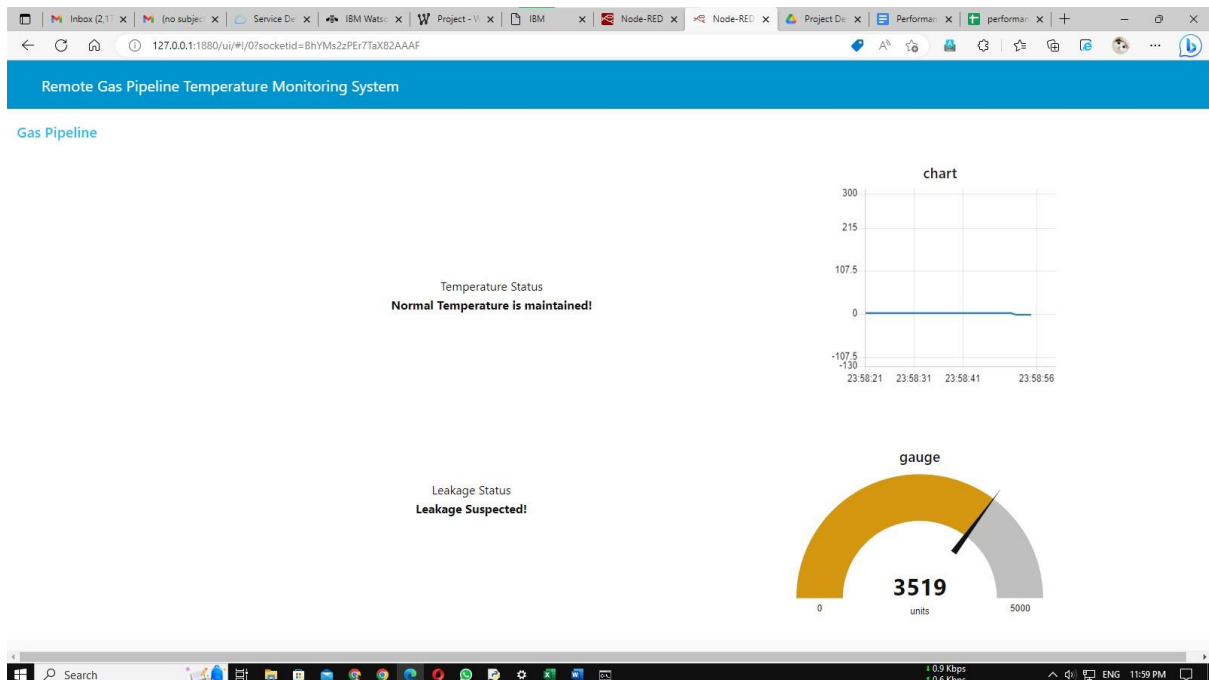 Inbox (2,1
(no subjec
Service De
IBM Wats
Project - W
IBM
Node-RED
Node-RED
Project De
Performan
performan
127.0.0.1:1880/ui/#!/0?socketid=BhYMs2zPEr7TaX82AAAF
Remote Gas Pipeline Temperature Monitoring System
Gas Pipeline
chart
300
215
107.5
0
-107.5
-130
23:58:21 23:58:31 23:58:41 23:58:56
Temperature Status
Normal Temperature is maintained!
gauge
Leakage Status
Leakage Suspected!
3519
units
0
5000
Search
0.9 Kbps
0.6 Kbps
ENG 11:59 PM